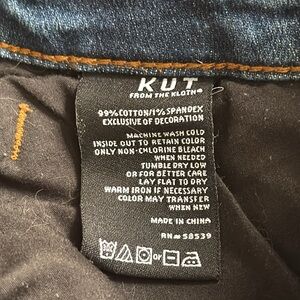 KUT
FROM THE KLOTH®
99% COTTON/1% SPANDEX
EXCLUSIVE OF DECORATION
MACHINE WASH COLD
INSIDE OUT TO RETAIN COLOR
ONLY NON-CHLORINE BLEACH
WHEN NEEDED
TUMBLE DRY LOW
OR FOR BETTER CARE
LAY FLAT TO DRY
WARM IRON IF NECESSARY
COLOR MAY TRANSFER
WHEN NEW
MADE IN CHINA
RN# 58539
OR